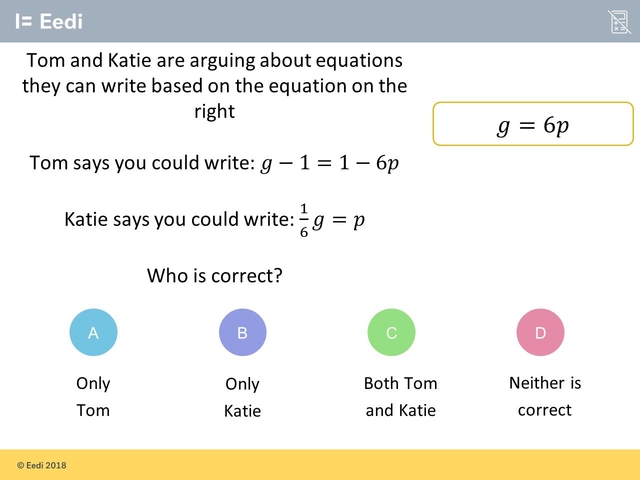 Eedi
Tom and Katie are arguing about equations
they can write based on the equation on the
right
g = 6p
Tom says you could write: g − 1 = 1 − 6p
Katie says you could write: 1/6 g = p
Who is correct?
A B C D
Only Only Both Tom Neither is
Tom Katie and Katie correct
© Eedi 2018